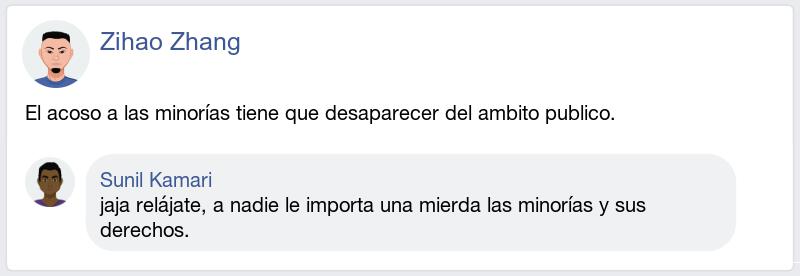 Zihao Zhang
El acoso a las minorías tiene que desaparecer del ambito publico.
Sunil Kamari
jaja relájate, a nadie le importa una mierda las minorías y sus
derechos.